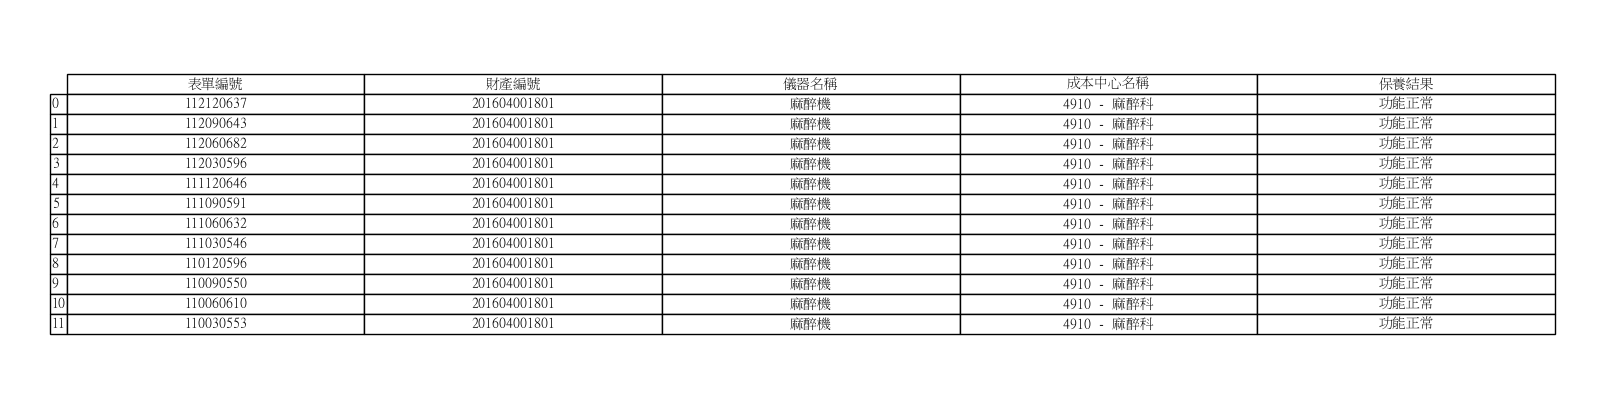 表單編號 財產編號 儀器名稱 成本中心名稱 保養結果
0 112120637 201604001801 麻醉機 4910 - 麻醉科 功能正常
1 112090643 201604001801 麻醉機 4910 - 麻醉科 功能正常
2 112060682 201604001801 麻醉機 4910 - 麻醉科 功能正常
3 112030596 201604001801 麻醉機 4910 - 麻醉科 功能正常
4 111120646 201604001801 麻醉機 4910 - 麻醉科 功能正常
5 111090591 201604001801 麻醉機 4910 - 麻醉科 功能正常
6 111060632 201604001801 麻醉機 4910 - 麻醉科 功能正常
7 111030546 201604001801 麻醉機 4910 - 麻醉科 功能正常
8 110120596 201604001801 麻醉機 4910 - 麻醉科 功能正常
9 110090550 201604001801 麻醉機 4910 - 麻醉科 功能正常
10 110060610 201604001801 麻醉機 4910 - 麻醉科 功能正常
11 110030553 201604001801 麻醉機 4910 - 麻醉科 功能正常